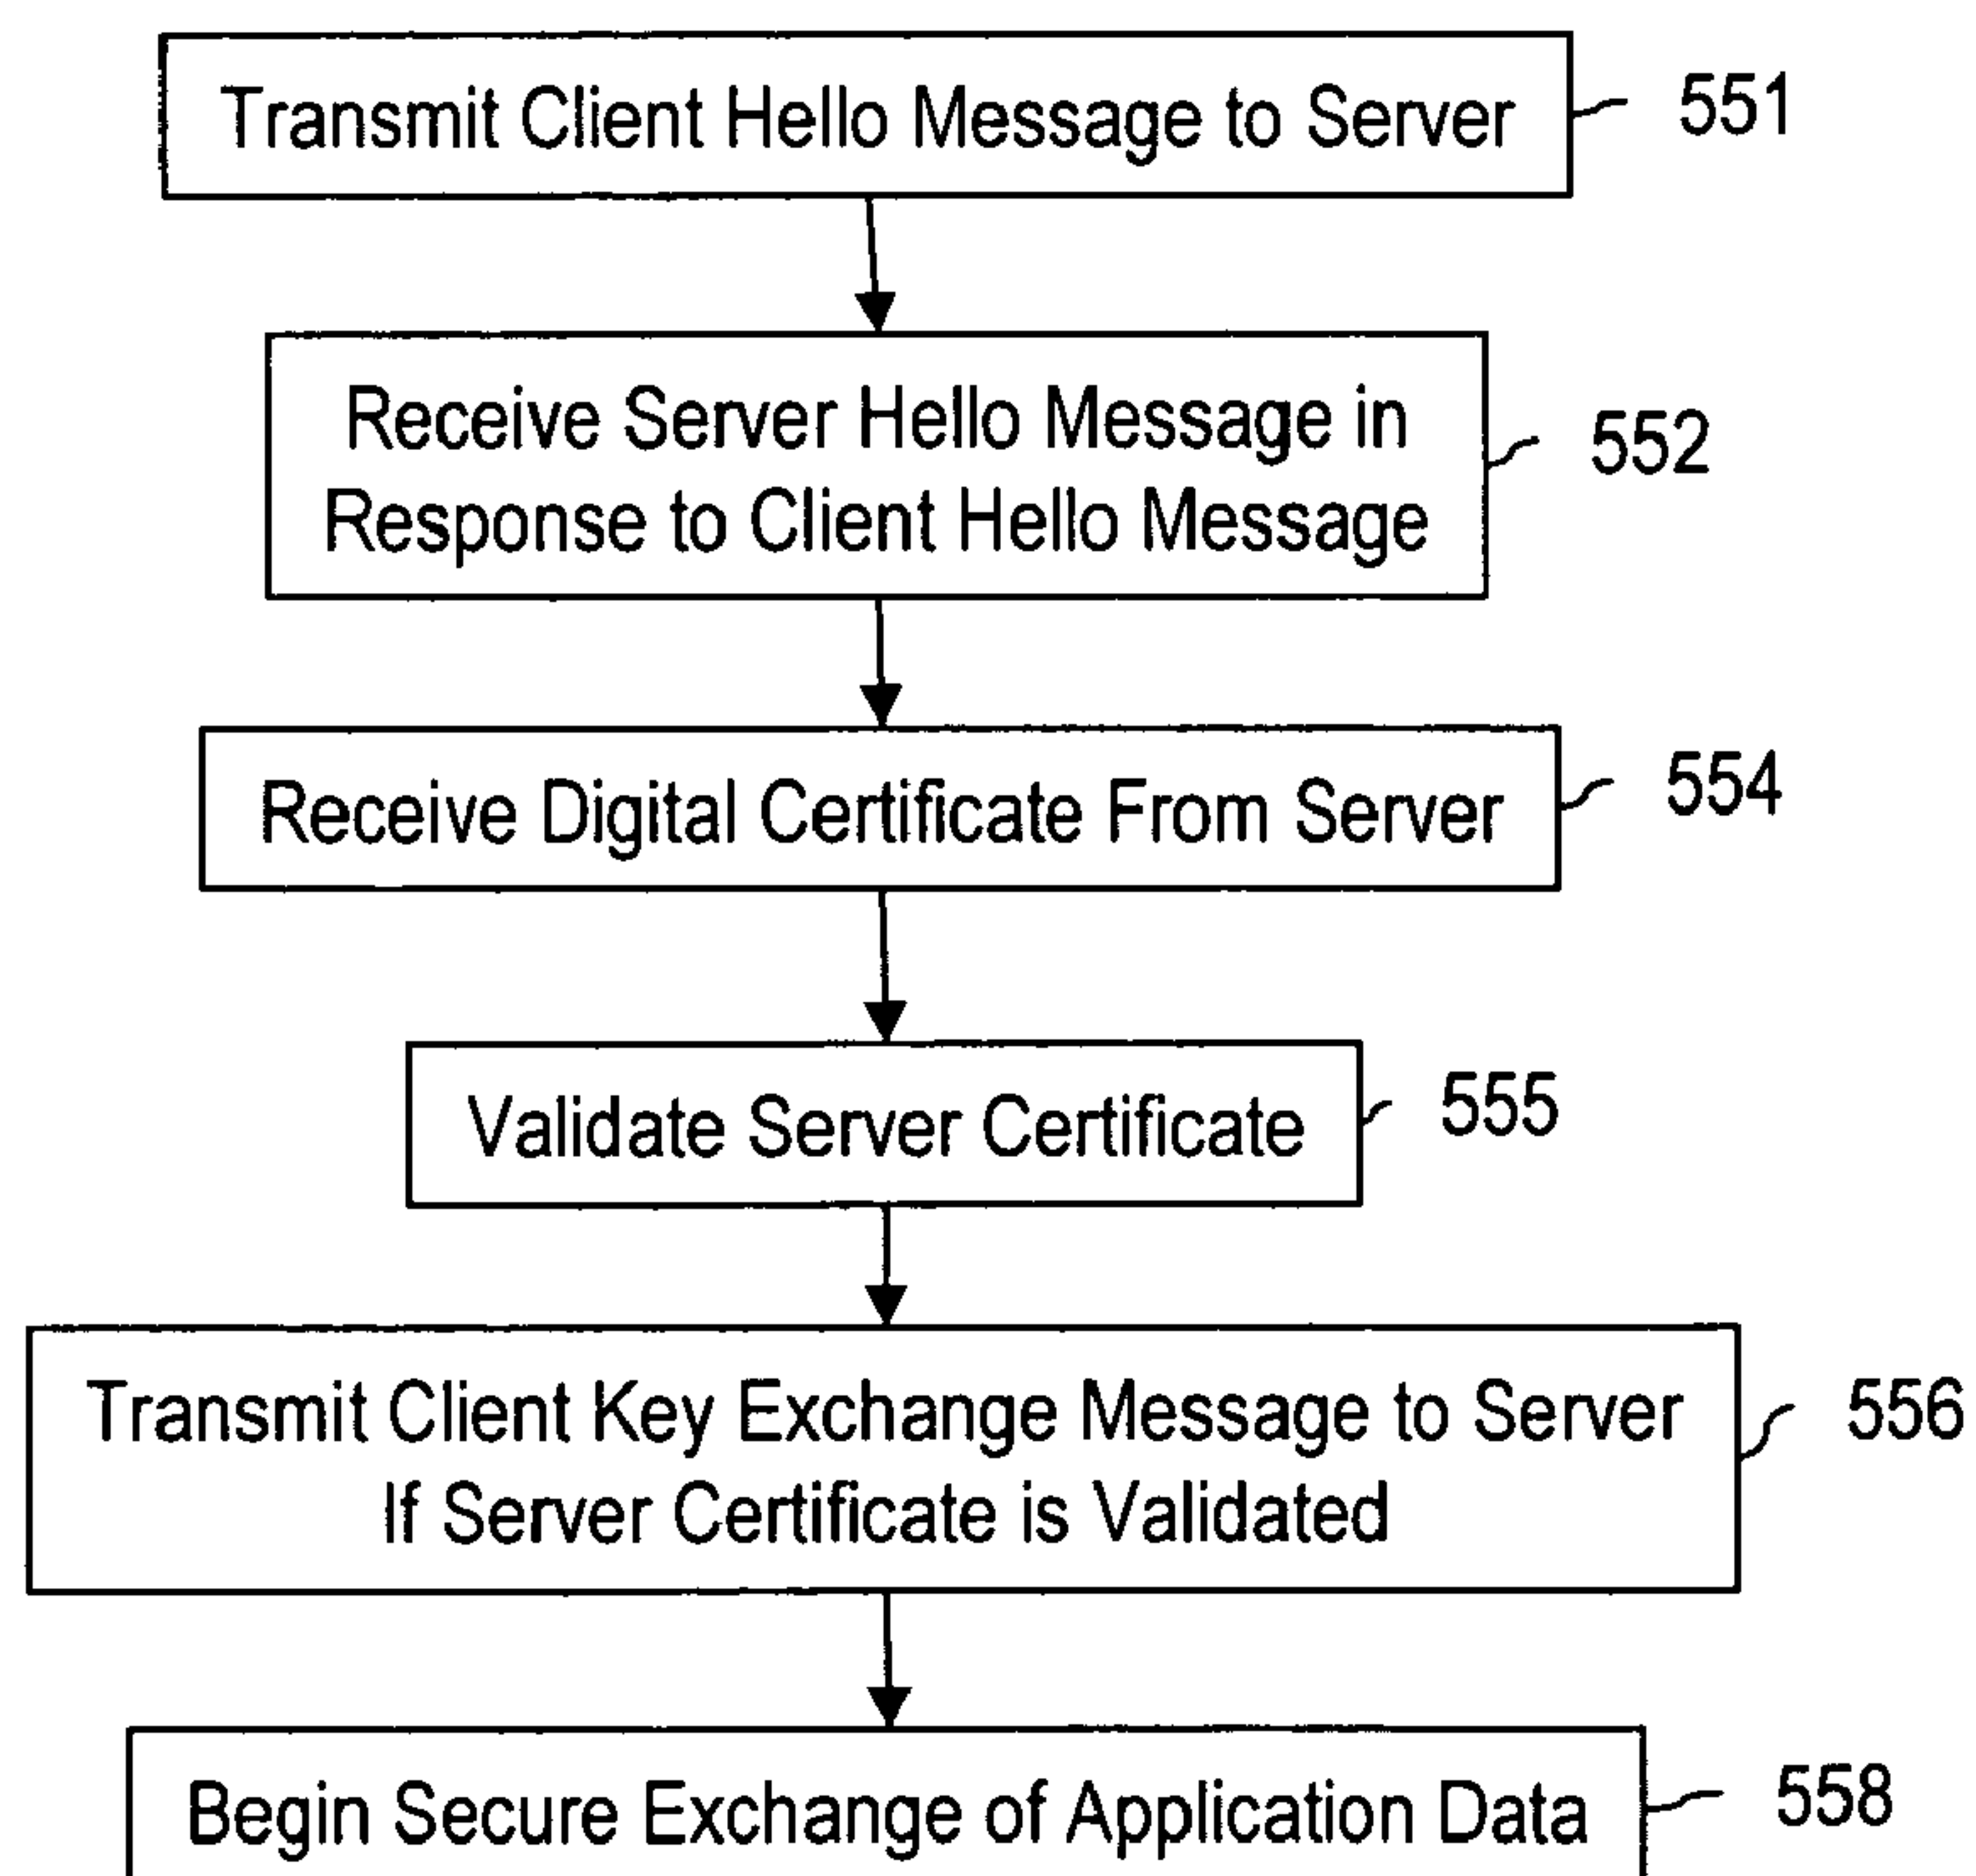 Transmit Client Hello Message to Server
551
Receive Server Hello Message in
Response to Client Hello Message
552
Receive Digital Certificate From Server
554
Validate Server Certificate
555
Transmit Client Key Exchange Message to Server
If Server Certificate is Validated
556
Begin Secure Exchange of Application Data
558